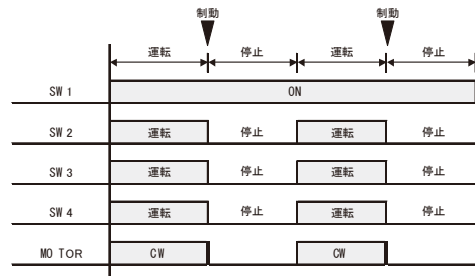 制動 制動
運転 停止 運転 停止
SW 1 ON
SW 2 運転 停止 運転 停止
SW 3 運転 停止 運転 停止
SW 4 運転 停止 運転 停止
MO TOR CW CW